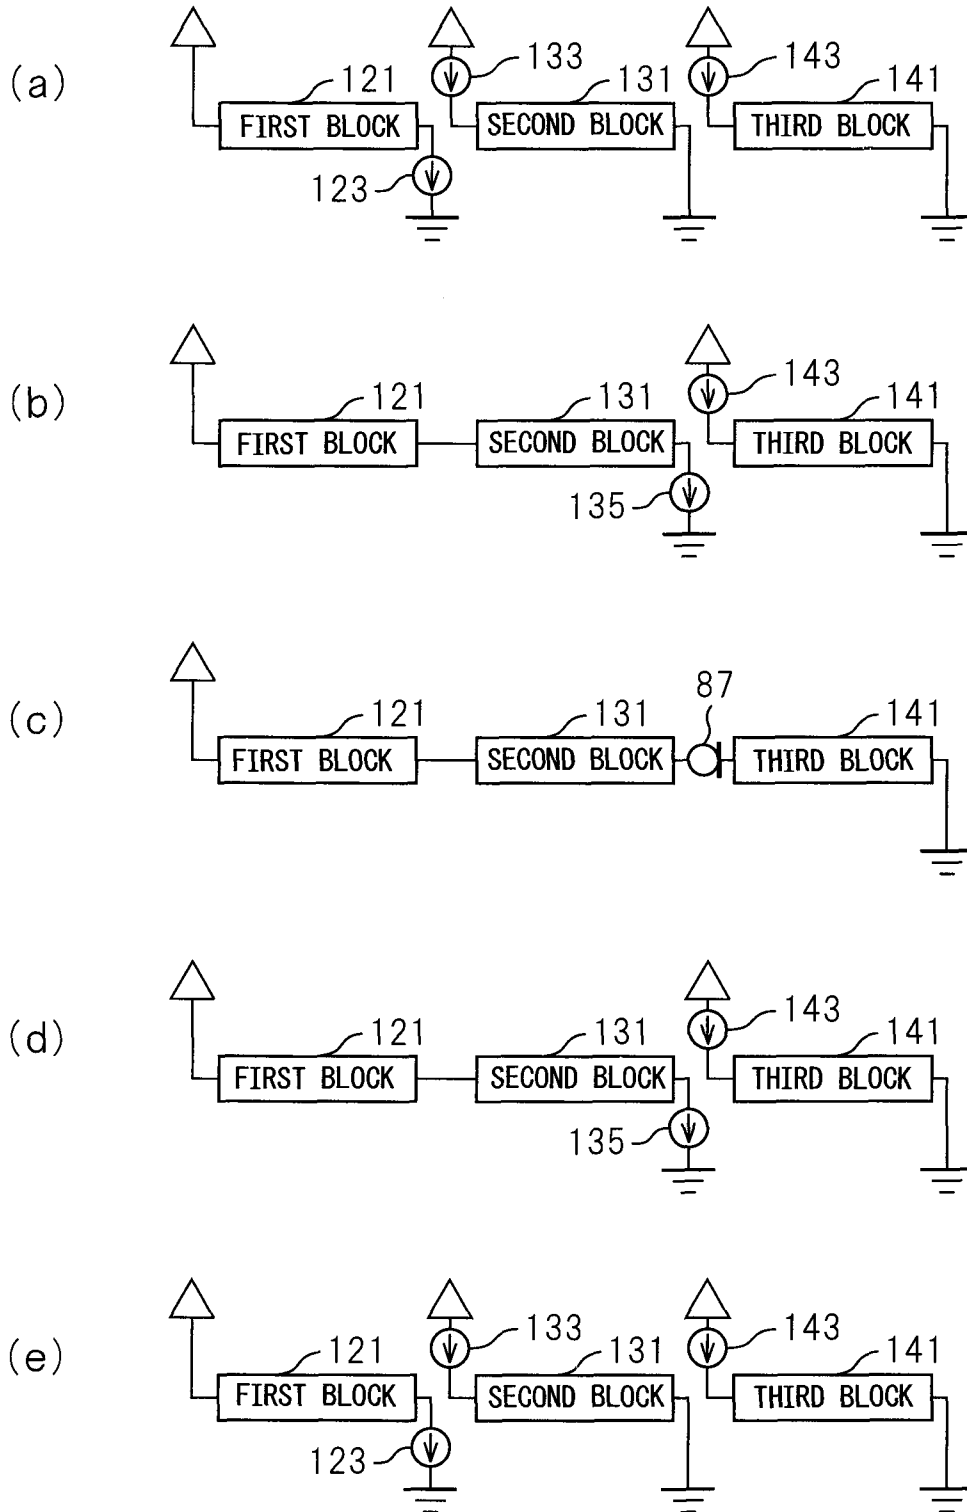 (a) 121 133 131 143 141
FIRST BLOCK SECOND BLOCK THIRD BLOCK
123
(b) 121 131 143 141
FIRST BLOCK SECOND BLOCK THIRD BLOCK
135
87
(c) 121 131 141
FIRST BLOCK SECOND BLOCK THIRD BLOCK
(d) 121 131 143 141
FIRST BLOCK SECOND BLOCK THIRD BLOCK
135
(e) 121 133 131 143 141
FIRST BLOCK SECOND BLOCK THIRD BLOCK
123